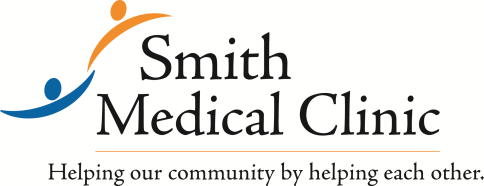 Smith
Medical Clinic
Helping our community by helping each other.